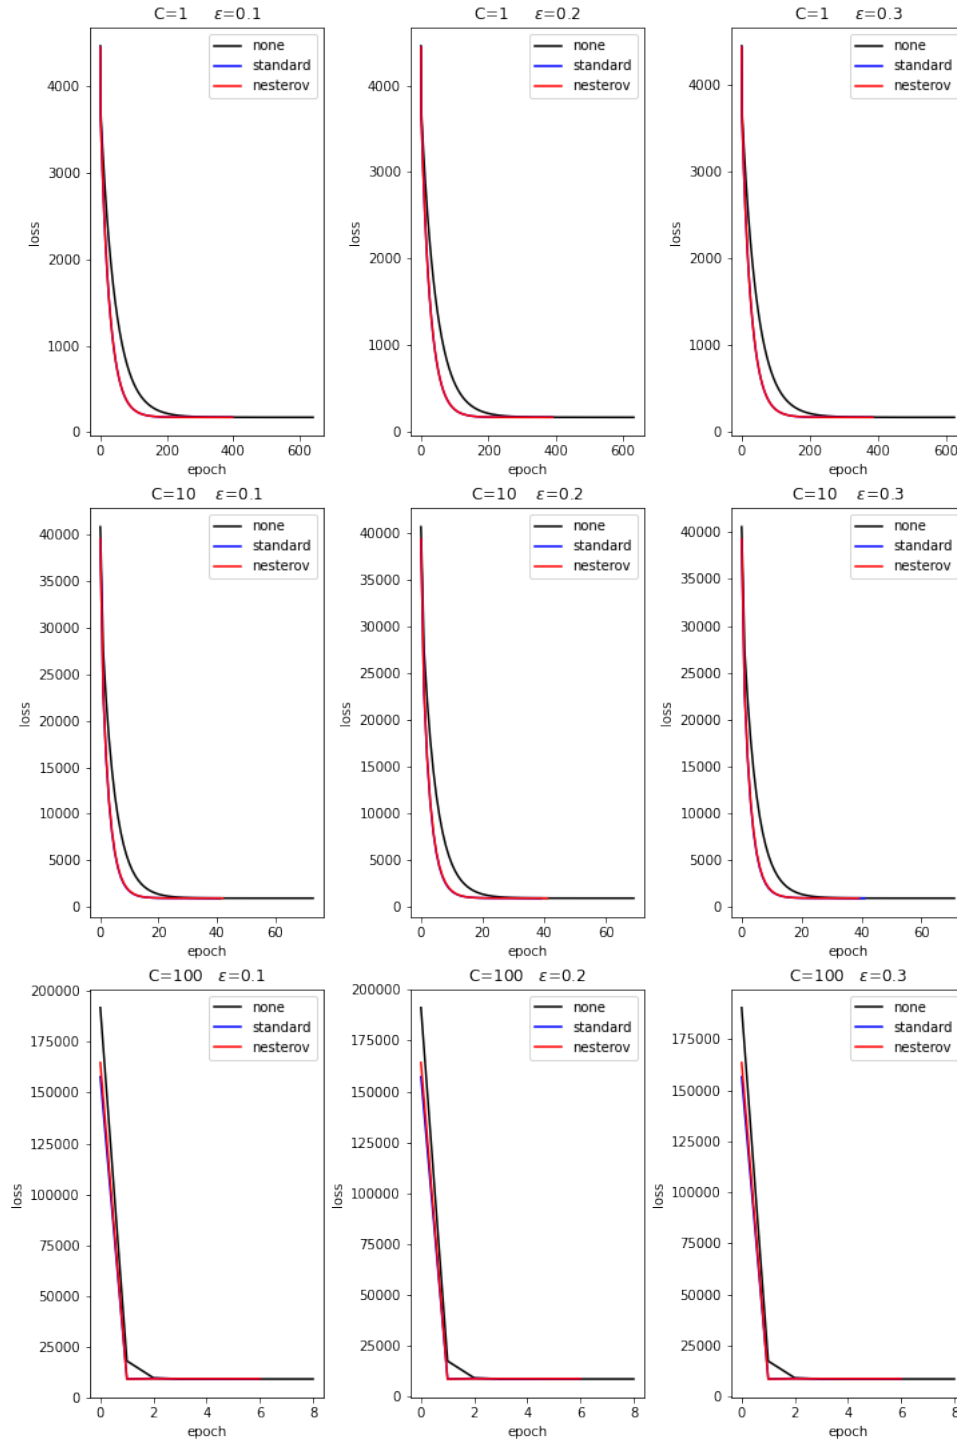 C=1 ε=0.1
none
standard
nesterov
4000
3000
2000
1000
0
loss
0 200 400 600
epoch
C=1 ε=0.2
none
standard
nesterov
4000
3000
2000
1000
0
loss
0 200 400 600
epoch
C=1 ε=0.3
none
standard
nesterov
4000
3000
2000
1000
0
loss
0 200 400 600
epoch
C=10 ε=0.1
none
standard
nesterov
40000
35000
30000
25000
20000
15000
10000
5000
0
loss
0 20 40 60
epoch
C=10 ε=0.2
none
standard
nesterov
40000
35000
30000
25000
20000
15000
10000
5000
0
loss
0 20 40 60
epoch
C=10 ε=0.3
none
standard
nesterov
40000
35000
30000
25000
20000
15000
10000
5000
0
loss
0 20 40 60
epoch
C=100 ε=0.1
none
standard
nesterov
200000
175000
150000
125000
100000
75000
50000
25000
0
loss
0 2 4 6 8
epoch
C=100 ε=0.2
none
standard
nesterov
200000
175000
150000
125000
100000
75000
50000
25000
0
loss
0 2 4 6 8
epoch
C=100 ε=0.3
none
standard
nesterov
175000
150000
125000
100000
75000
50000
25000
0
loss
0 2 4 6 8
epoch